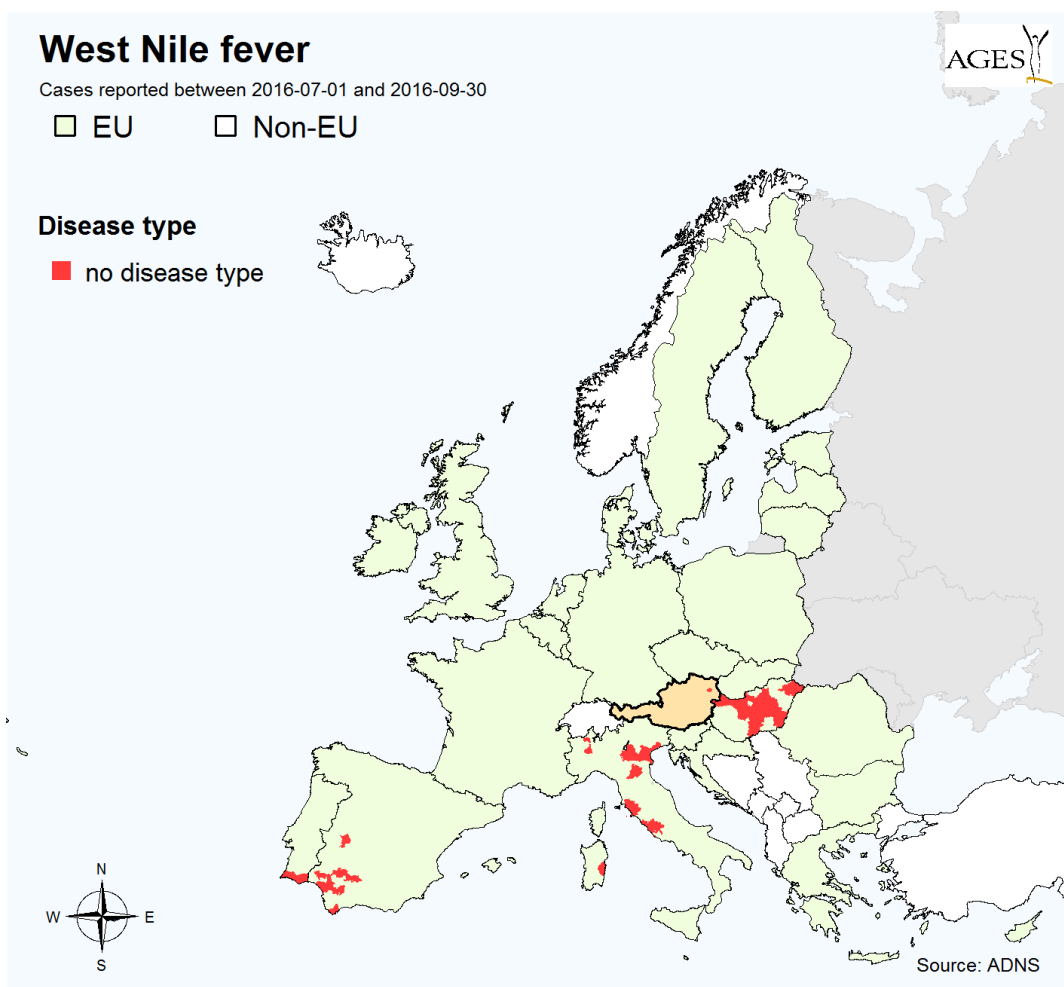 West Nile fever
Cases reported between 2016-07-01 and 2016-09-30
EU Non-EU
AGES
Disease type
no disease type
N
W E
S
Source: ADNS